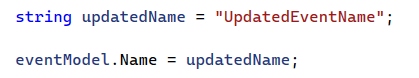 string updatedName = "UpdatedEventName";
eventModel.Name = updatedName;